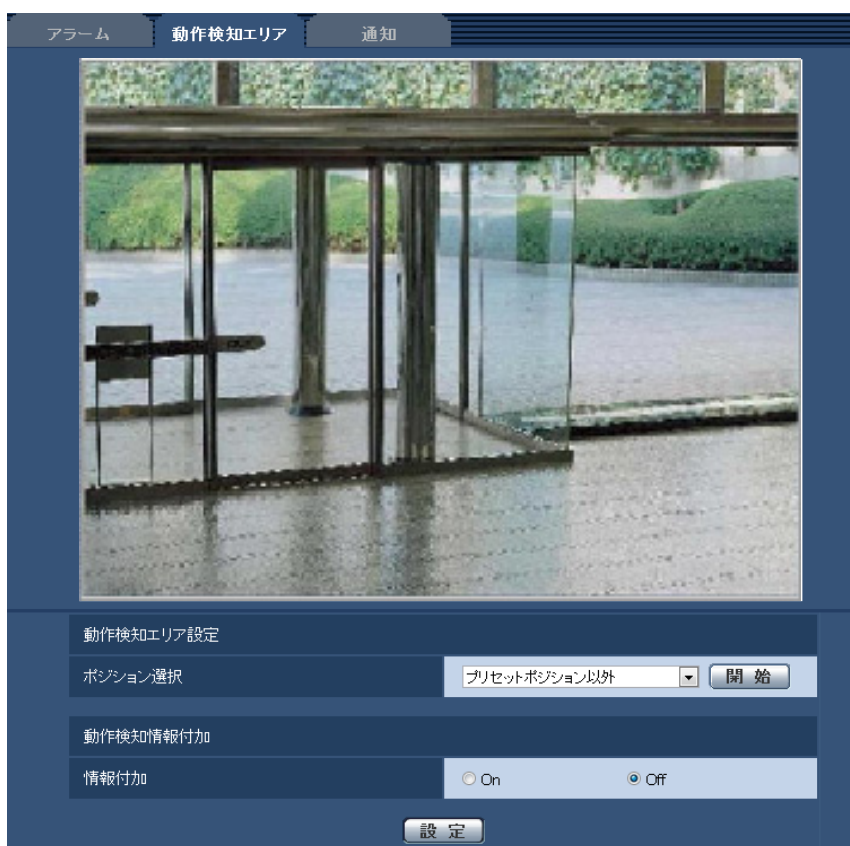 アラーム 動作検知エリア 通知
動作検知エリア設定
ポジション選択 プリセットポジション以外 開 始
動作検知情報付加
情報付加 On Off
設 定